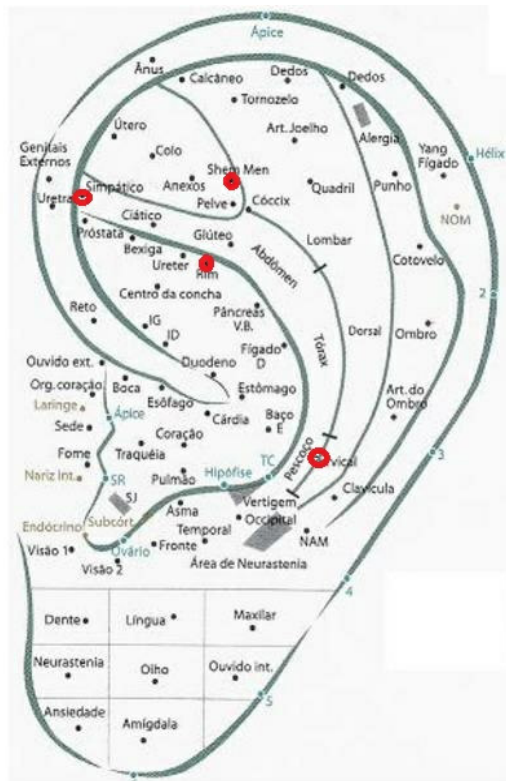 Ápice
Ânus
Calcâneo
Dedos
Dedos
Tornozelo
Útero
Art. Joelho
Alergia
Genitais
Externos
Colo
Yang
Fígado
Hélix
Shem Men
Simpático
Anexos
Quadril
Punho
Uretra
Pelve
Cóccix
NOM
Ciático
Próstata
Glúteo
Lombar
Bexiga
Abdômen
Cotovelo
Ureter
Rim
Centro da concha
2
Reto
Pâncreas
V.B.
IG
Tórax
Dorsal
Ombro
ID
Fígado
D
Ouvido ext.
Duodeno
Org. coração
Boca
Estômago
Art. do
Ombro
Esôfago
Laringe
Ápice
Cárdia
Baço
E
Sede
Coração
Fome
Traquéia
Pescoço
3
TC
Nariz Int.
SR
Pulmão
Hipófise
Clavícula
SJ
Asma
Vertigem
Endócrino
Subcórt
Occipital
Temporal
NAM
Visão 1
Ovário
Fronte
Visão 2
Área de Neurastenia
4
Dente
Língua
Maxilar
Neurastenia
Olho
Ouvido int.
5
Ansiedade
Amígdala